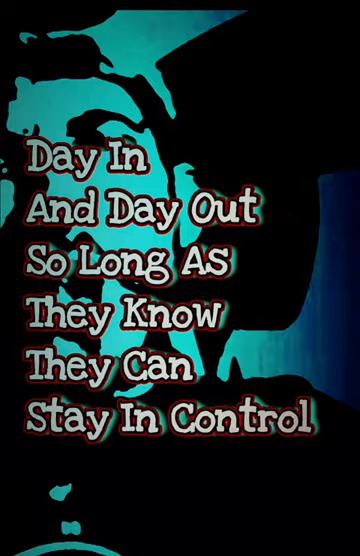 Day In
And Day Out
So Long As
They Know
They Can
Stay In Control